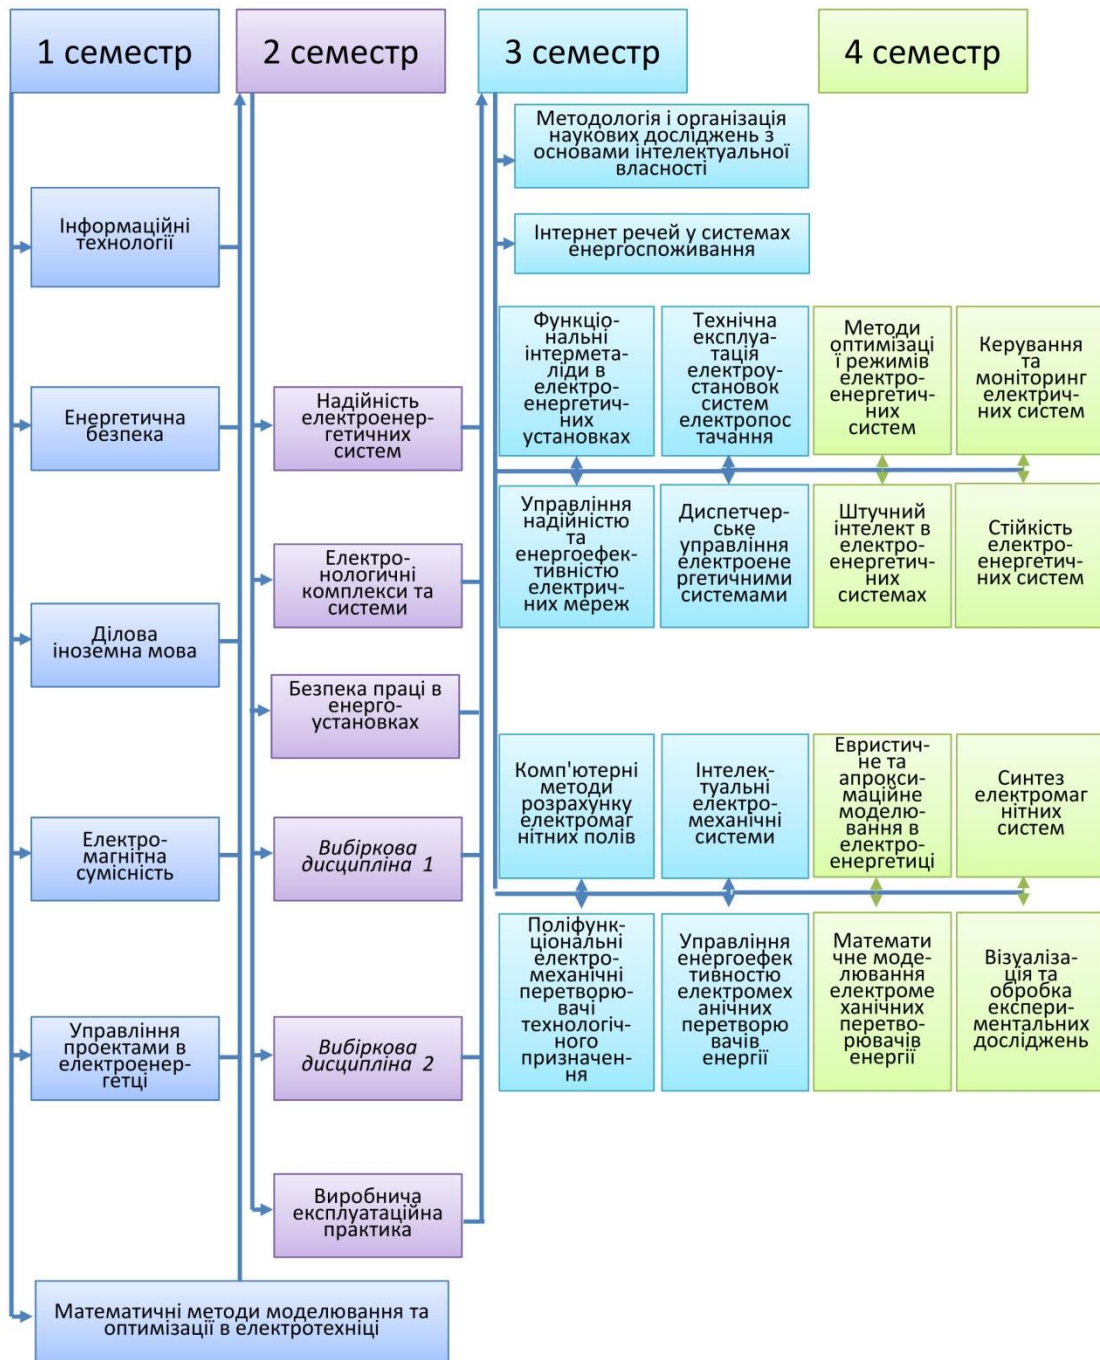 1 семестр
2 семестр
3 семестр
4 семестр
Методологія і організація
наукових досліджень з
основами інтелектуальної
власності
Інформаційні
технології
Інтернет речей у системах
енергоспоживання
Функціо-
нальні
інтермета-
ліди в
електро-
енергетич-
них
установках
Технічна
експлуа-
тація
електроу-
становок
систем
електропос
тачання
Методи
оптимізаці
ї режимів
електро-
енергетич-
них
систем
Керування
та
моніторинг
електрич-
них систем
Енергетична
безпека
Надійність
електроенер-
гетичних
систем
Управління
надійністю
та
енергоефек-
тивністю
електрич-
них мереж
Диспетчер-
ське
управління
електроене
ргетичними
системами
Штучний
інтелект в
електро-
енергетич-
них
системах
Стійкість
електро-
енергетич-
них систем
Електро-
нологичні
комплекси та
системи
Ділова
іноземна мова
Безпека праці в
енерго-
установках
Комп'ютерні
методи
розрахунку
електромаг
нітних полів
Інтелек-
туальні
електро-
механічні
системи
Евристич-
не та
апрокси-
маційне
моделю-
вання в
електро-
енергетиці
Синтез
електромаг
нітних
систем
Електро-
магнітна
сумісність
Вибіркова
дисципліна 1
Поліфунк-
ціональні
електро-
механічні
перетворю-
вачі
технологіч-
ного
призначен-
ня
Управління
енергоефек
тивностю
електромех
анічних
перетворю
вачів
енергії
Математи
чне моде-
лювання
електроме
ханічних
перетво-
рювачів
енергії
Візуаліза-
ція та
обробка
експери-
ментальних
досліджень
Управління
проектами в
електроенер-
гетці
Вибіркова
дисципліна 2
Виробнича
експлуатаційна
практика
Математичні методи моделювання та
оптимізації в електротехніці